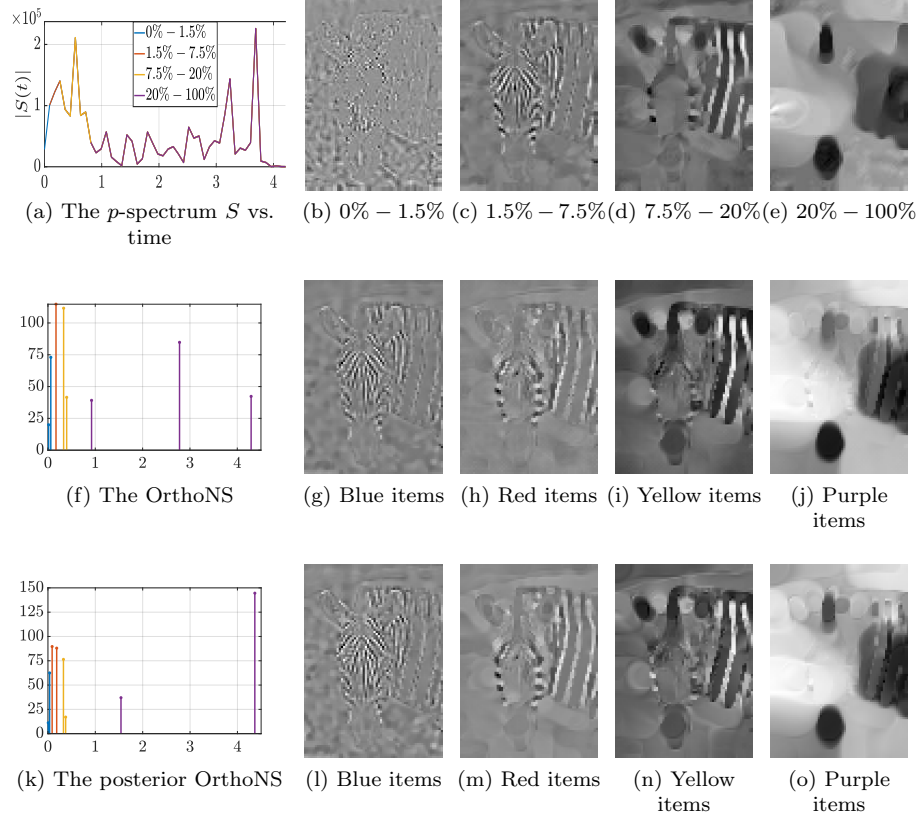 ×10⁵
2
1
0
|S(t)|
0%−1.5%
1.5%−7.5%
7.5%−20%
20%−100%
0 1 2 3 4
(a) The p-spectrum S vs.
time
(b) 0% − 1.5%
(c) 1.5% − 7.5%
(d) 7.5% − 20%
(e) 20% − 100%
100
75
50
25
0
0 1 2 3 4
(f) The OrthoNS
(g) Blue items
(h) Red items
(i) Yellow items
(j) Purple
items
150
125
100
75
50
25
0
0 1 2 3 4
(k) The posterior OrthoNS
(l) Blue items
(m) Red items
(n) Yellow
items
(o) Purple
items